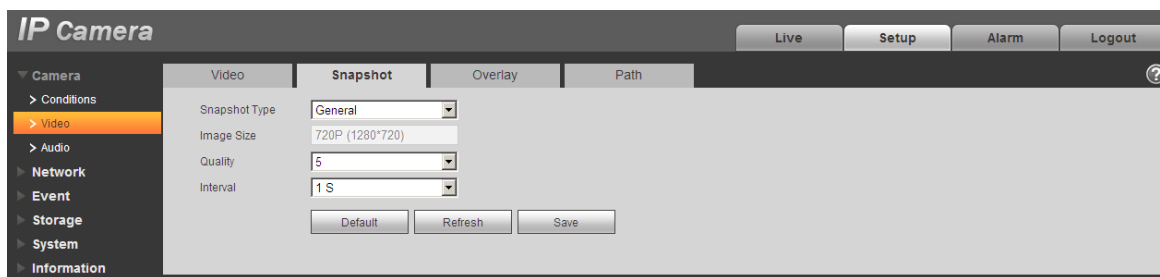 IP Camera
Live Setup Alarm Logout
Camera
Video Snapshot Overlay Path ?
> Conditions
> Video
> Audio
Network
Event
Storage
System
Information
Snapshot Type General
Image Size 720P (1280*720)
Quality 5
Interval 1 S
Default Refresh Save